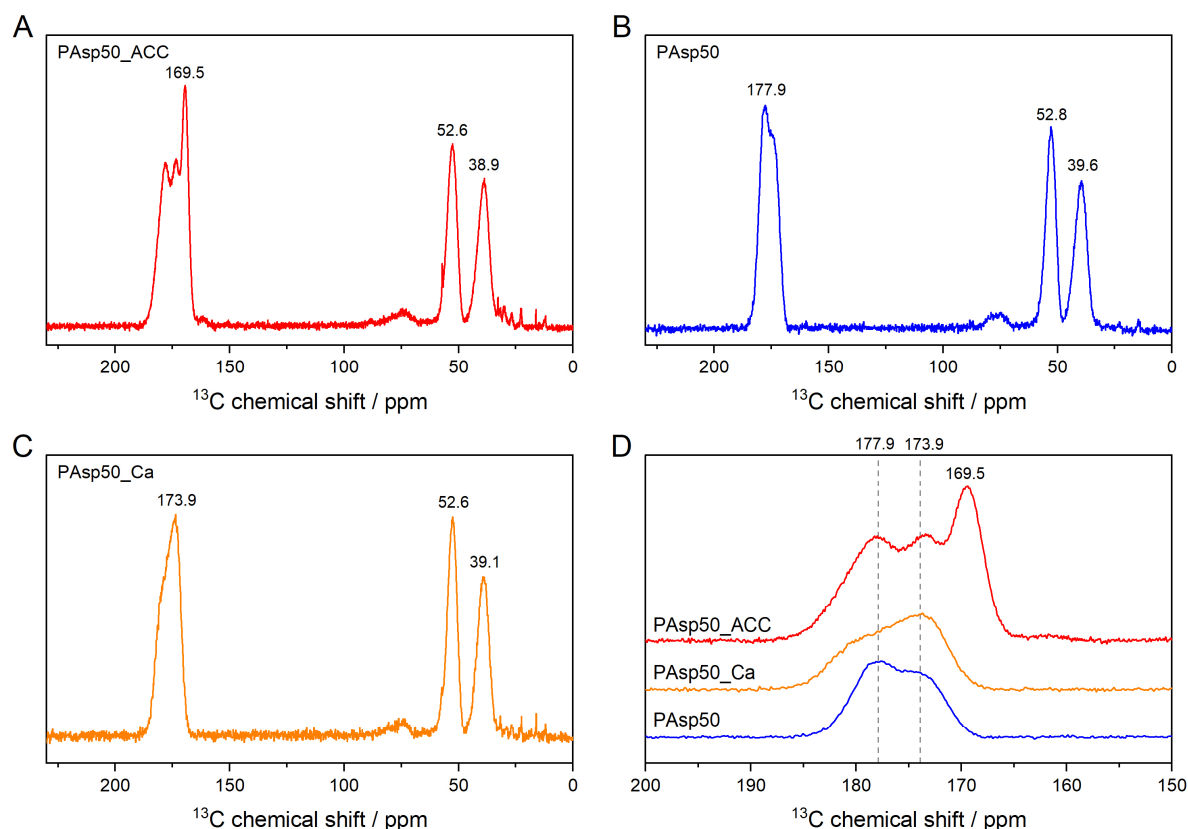 A
PAsp50_ACC
169.5
52.6
38.9
200
150
100
50
0
¹³C chemical shift / ppm
B
PAsp50
177.9
52.8
39.6
200
150
100
50
0
¹³C chemical shift / ppm
C
PAsp50_Ca
173.9
52.6
39.1
200
150
100
50
0
¹³C chemical shift / ppm
D
177.9
173.9
169.5
PAsp50_ACC
PAsp50_Ca
PAsp50
200
190
180
170
160
150
¹³C chemical shift / ppm